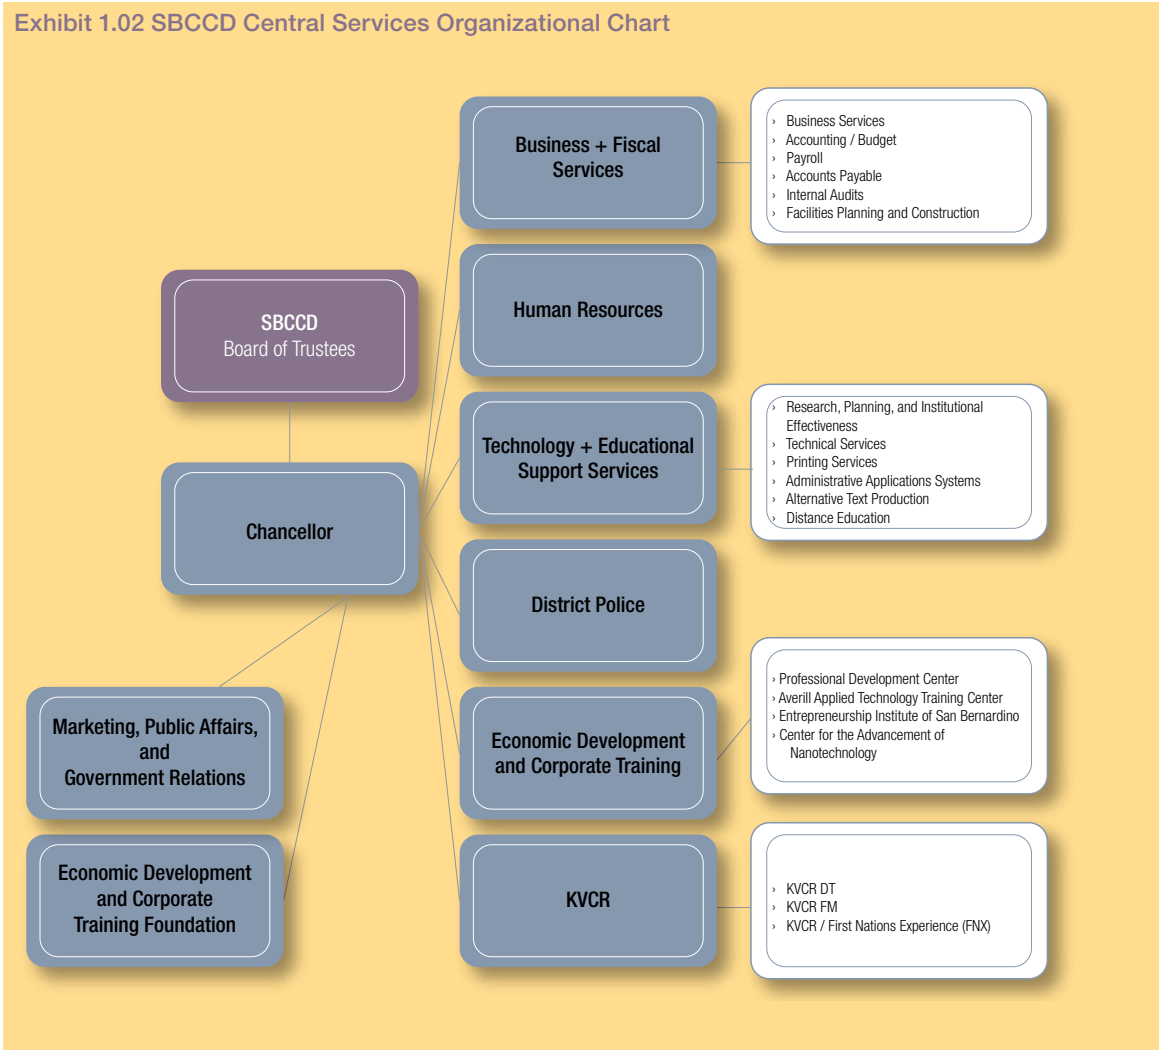 Exhibit 1.02 SBCCD Central Services Organizational Chart
SBCCD
Board of Trustees
Chancellor
Marketing, Public Affairs,
and
Government Relations
Economic Development
and Corporate
Training Foundation
Business + Fiscal
Services
› Business Services
› Accounting / Budget
› Payroll
› Accounts Payable
› Internal Audits
› Facilities Planning and Construction
Human Resources
Technology + Educational
Support Services
› Research, Planning, and Institutional
Effectiveness
› Technical Services
› Printing Services
› Administrative Applications Systems
› Alternative Text Production
› Distance Education
District Police
Economic Development
and Corporate Training
› Professional Development Center
› Averill Applied Technology Training Center
› Entrepreneurship Institute of San Bernardino
› Center for the Advancement of
Nanotechnology
KVCR
› KVCR DT
› KVCR FM
› KVCR / First Nations Experience (FNX)